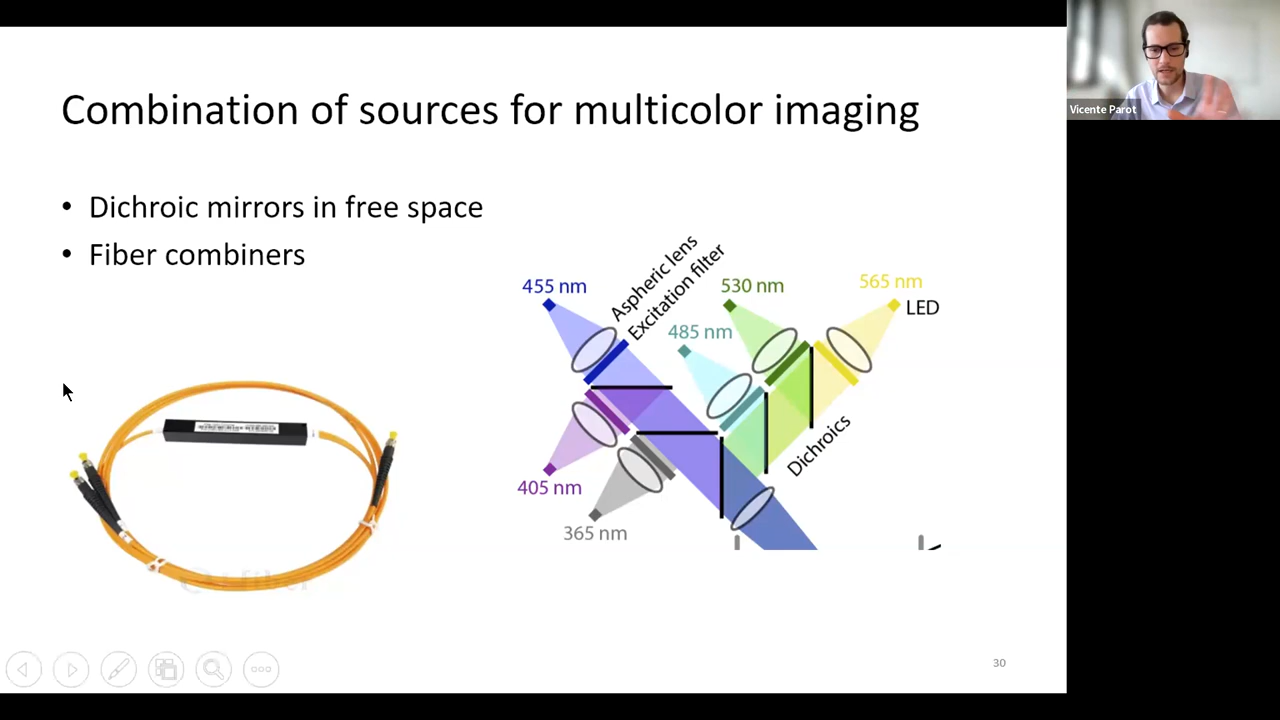 Vicente Parot
Combination of sources for multicolor imaging
• Dichroic mirrors in free space
• Fiber combiners
455 nm
Aspheric lens
Excitation filter
530 nm
565 nm
LED
485 nm
Dichroics
405 nm
365 nm
30